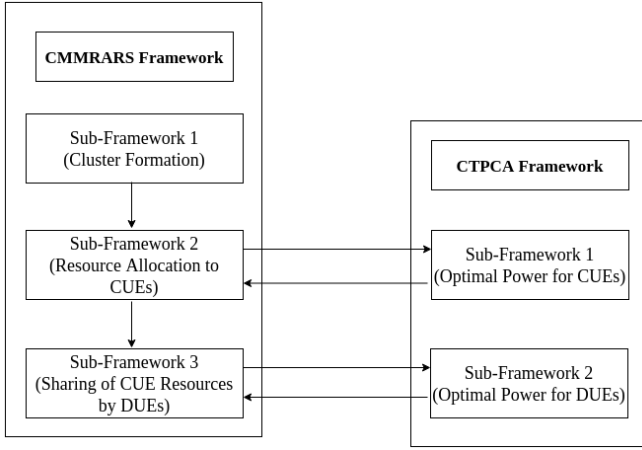 CMMRARS Framework
Sub-Framework 1
(Cluster Formation)
Sub-Framework 2
(Resource Allocation to
CUEs)
Sub-Framework 3
(Sharing of CUE Resources
by DUEs)
CTPCA Framework
Sub-Framework 1
(Optimal Power for CUEs)
Sub-Framework 2
(Optimal Power for DUEs)